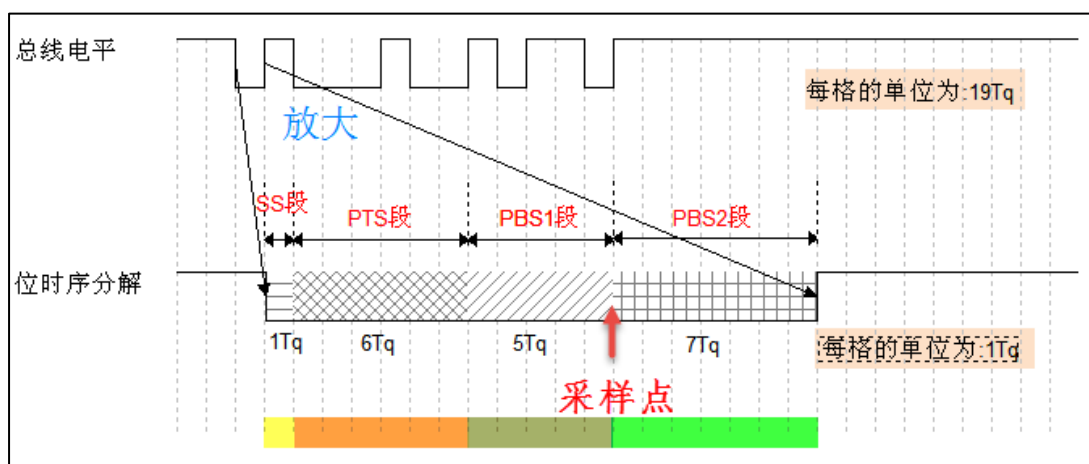 总线电平
每格的单位为:19Tq
放大
SS段
PTS段
PBS1段
PBS2段
位时序分解
1Tq
6Tq
5Tq
7Tq
每格的单位为:1Tq
采样点